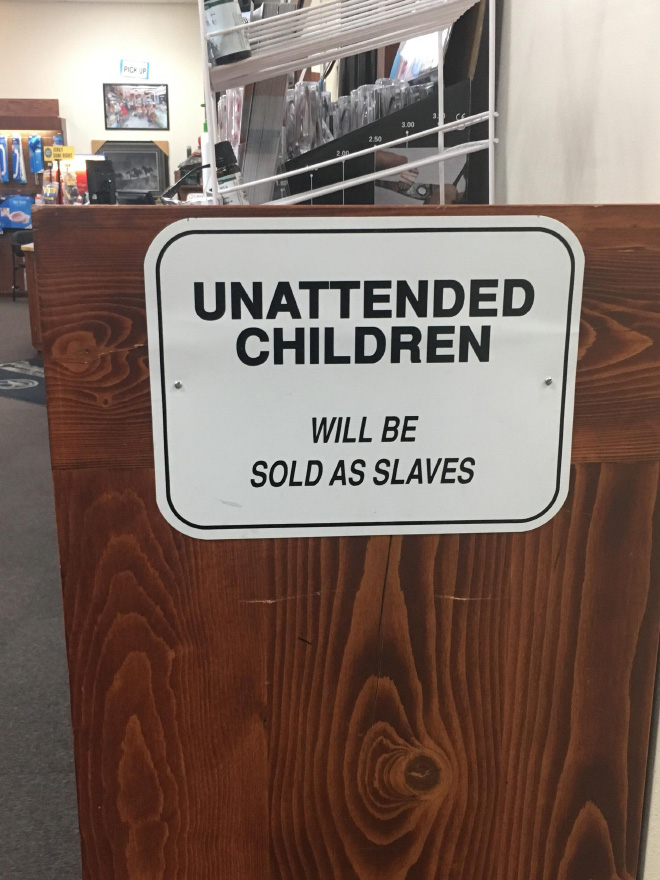 PICK UP
2.00
2.50
3.00
UNATTENDED
CHILDREN
WILL BE
SOLD AS SLAVES